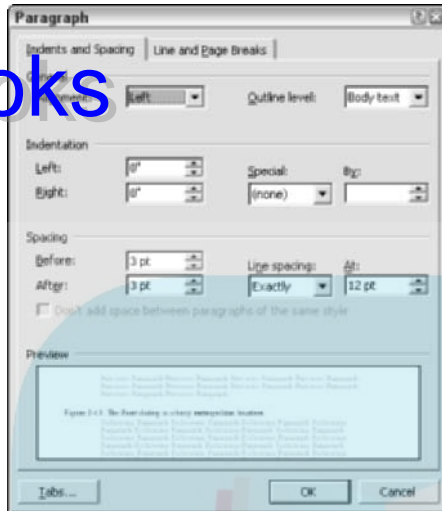 Paragraph
Indents and Spacing Line and Page Breaks
oks
General
Left Outline level: Body text
Indentation
Left: 0" Special: By:
Right: 0" (none)
Spacing
Before: 3 pt Line spacing: At:
After: 3 pt Exactly 12 pt
Don't add space between paragraphs of the same style
Preview
Tabs... OK Cancel